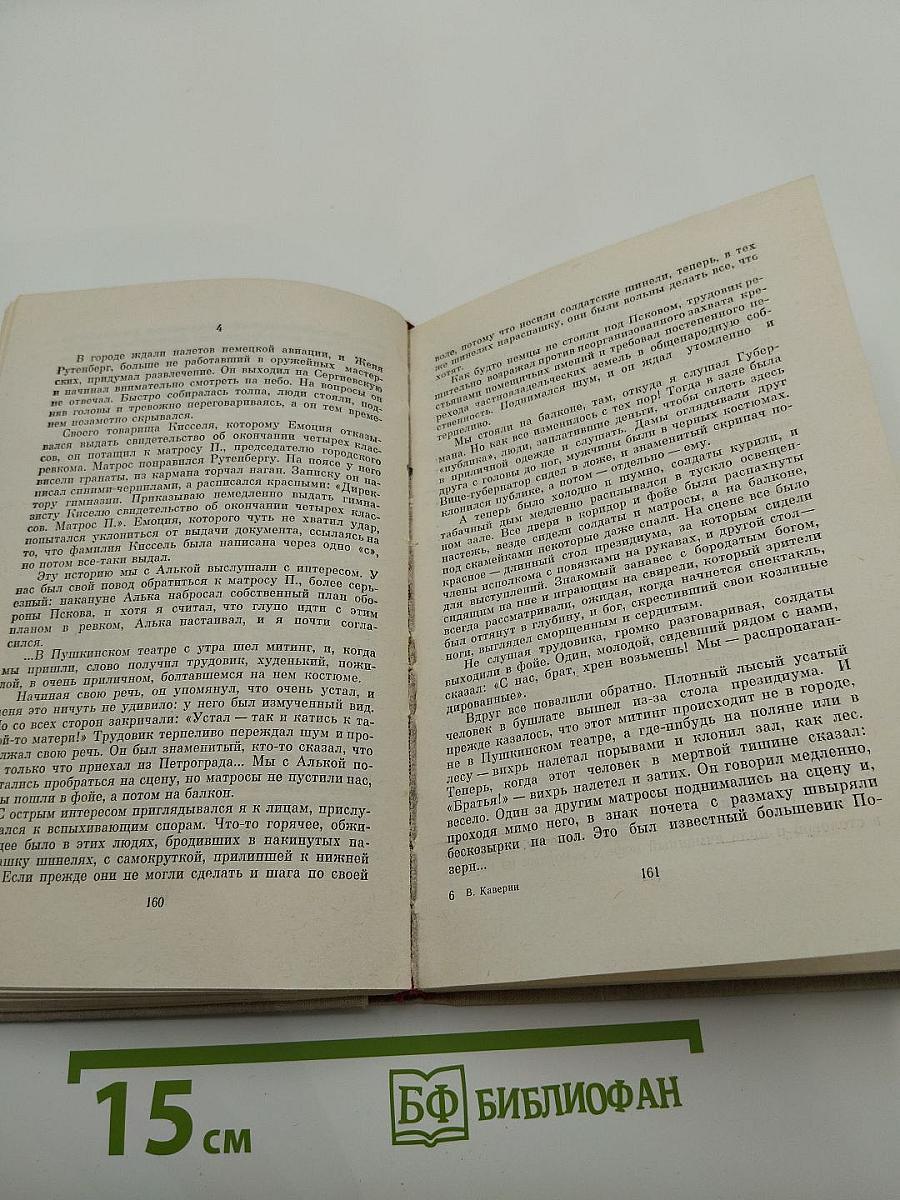 4
В городе ждали налетов немецкой авиации, и Женя
Рутенберг, больше не работавший в оружейных мастер-
ских, придумал развлечение. Он выходил на Сергиевскую
и начинал внимательно смотреть на небо. На вопросы он
не отвечал. Быстро собиралась толпа, люди стояли, под-
няв головы и тревожно переговариваясь, а он тем време-
нем незаметно скрывался.
Своего товарища Кисселя, которому Емоция отказы-
вался выдать свидетельство об окончании четырех клас-
сов, он потащил к матросу П., председателю городского
ревкома. Матрос понравился Рутенбергу. На поясе у него
висели гранаты, из кармана торчал наган. Записку он на-
писал синими чернилами, а расписался красными: «Дирек-
тору гимназии. Приказываю немедленно выдать гимна-
зисту Киселю свидетельство об окончании четырех клас-
сов. Матрос П.». Емоция, которого чуть не хватил удар,
попытался уклониться от выдачи документа, ссылаясь на
то, что фамилия Киссель была написана через одно «с»,
но потом все-таки выдал.
Эту историю мы с Алькой выслушали с интересом. У
нас был свой повод обратиться к матросу П., более серь-
езный: накануне Алька набросал собственный план обо-
роны Пскова, и хотя я считал, что глупо идти с этим
планом в ревком, Алька настаивал, и я почти согла-
сился.
...В Пушкинском театре с утра шел митинг, и, когда
мы пришли, слово получил трудовик, худенький, пожи-
лой, в очень приличном, болтавшемся на нем костюме.
Начиная свою речь, он упомянул, что очень устал, и
меня это ничуть не удивило: у него был измученный вид.
Но со всех сторон закричали: «Устал — так и катись к та-
кой-то матери!» Трудовик терпеливо переждал шум и про-
должал свою речь. Он был знаменитый, кто-то сказал, что
только что приехал из Петрограда... Мы с Алькой по-
тались пробраться на сцену, но матросы не пустили нас,
ы пошли в фойе, а потом на балкон.
С острым интересом приглядывался я к лицам, прислу-
вался к вспыхивающим спорам. Что-то горячее, обжи-
щее было в этих людях, бродивших в накинутых на-
ашку шинелях, с самокруткой, прилипшей к нижней
Если прежде они не могли сделать и шага по своей
160
воле, потому что носили солдатские шинели, теперь, в тех
же шинелях нараспашку, они были вольны делать все, что
хотят.
Как будто немцы не стояли под Псковом, трудовик ре-
шительно возражал против неорганизованного захвата кре-
стьянами помещичьих имений и требовал постепенного пе-
рехода частновладельческих земель в общенародную соб-
ственность. Поднимался шум, и он ждал утомленно и
терпеливо.
Мы стояли на балконе, там, откуда я слушал Губер-
мана. Но как все изменилось с тех пор! Тогда в зале была
«публика», люди, заплатившие деньги, чтобы сидеть здесь
в приличной одежде и слушать. Дамы оглядывали друг
друга с головы до ног, мужчины были в черных костюмах.
Вице-губернатор сидел в ложе, и знаменитый скрипач по-
клонился публике, а потом — отдельно — ему.
А теперь было холодно и шумно, солдаты курили, и
табачный дым медленно расплывался в тускло освещен-
ном зале. Все двери в коридор и фойе были распахнуты
настежь, везде сидели солдаты и матросы, а на балконе,
под скамейками некоторые даже спали. На сцене все было
красное — длинный стол президиума, за которым сидели
члены исполкома с повязками на рукавах, и другой стол —
для выступлений. Знакомый занавес с бородатым богом,
сидящим на пне и играющим на свирели, который зрители
всегда рассматривали, ожидая, когда начнется спектакль,
был оттянут в глубину, и бог, скрестивший свои козлиные
ноги, выглядел сморщенным и сердитым.
Не слушая трудовика, громко разговаривая, солдаты
выходили в фойе. Один, молодой, сидевший рядом с нами,
сказал: «С нас, брат, хрен возьмешь! Мы — распропаган-
дированные».
Вдруг все повалили обратно. Плотный лысый усатый
человек в бушлате вышел из-за стола президиума. И
прежде казалось, что этот митинг происходит не в городе,
не в Пушкинском театре, а где-нибудь на поляне или в
лесу — вихрь налетал порывами и клонил зал, как лес.
Теперь, когда этот человек в мертвой тишине сказал:
«Братья!» — вихрь налетел и затих. Он говорил медленно,
весело. Один за другим матросы поднимались на сцену и,
проходя мимо него, в знак почета с размаху швыряли
бескозырки на пол. Это был известный большевик По-
зерн...
6 В. Каверин
161
15 см
БФ БИБЛИОФАН